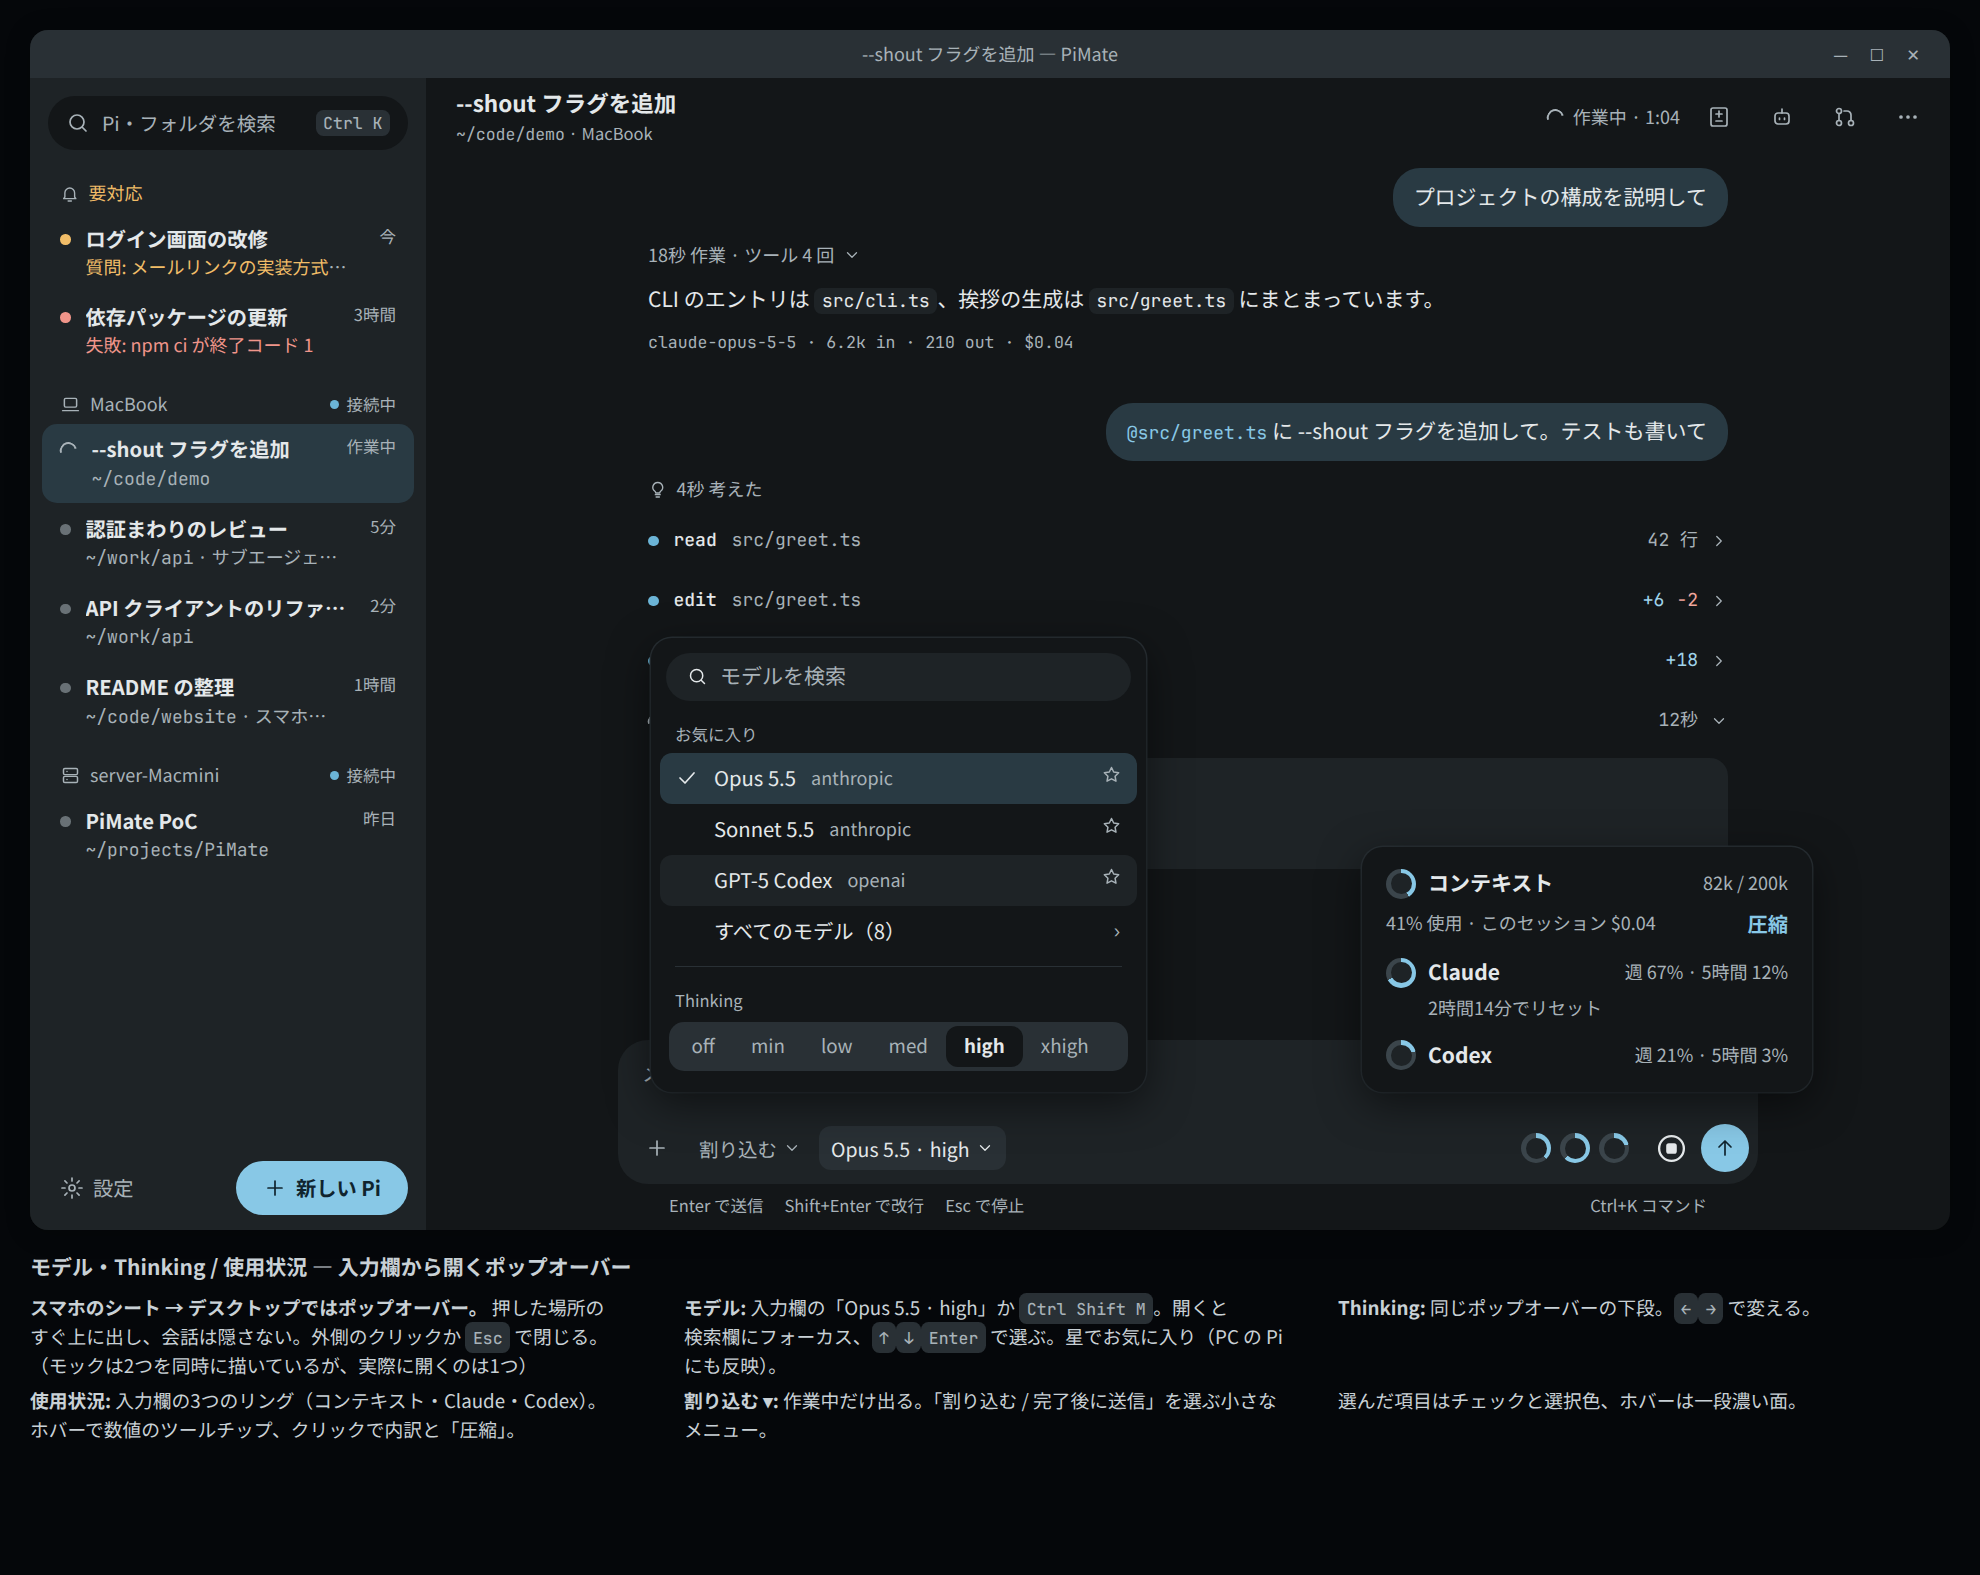 --shout フラグを追加 — PiMate
Pi・フォルダを検索 Ctrl K
要対応
ログイン画面の改修 今
質問: メールリンクの実装方式…
依存パッケージの更新 3時間
失敗: npm ci が終了コード 1
MacBook 接続中
--shout フラグを追加 作業中
~/code/demo
認証まわりのレビュー 5分
~/work/api · サブエージェ…
API クライアントのリファ… 2分
~/work/api
README の整理 1時間
~/code/website · スマホ…
server-Macmini 接続中
PiMate PoC 昨日
~/projects/PiMate
設定 + 新しい Pi
--shout フラグを追加
~/code/demo · MacBook
作業中 · 1:04
プロジェクトの構成を説明して
18秒 作業 · ツール 4 回
CLI のエントリは src/cli.ts、挨拶の生成は src/greet.ts にまとまっています。
claude-opus-5-5 · 6.2k in · 210 out · $0.04
@src/greet.ts に --shout フラグを追加して。テストも書いて
4秒 考えた
read src/greet.ts 42 行
edit src/greet.ts +6 -2
+18
12秒
モデルを検索
お気に入り
Opus 5.5 anthropic
Sonnet 5.5 anthropic
GPT-5 Codex openai
すべてのモデル（8） ›
Thinking
off min low med high xhigh
コンテキスト 82k / 200k
41% 使用 · このセッション $0.04 圧縮
Claude 週 67% · 5時間 12%
2時間14分でリセット
Codex 週 21% · 5時間 3%
割り込む Opus 5.5 · high
Enter で送信 Shift+Enter で改行 Esc で停止 Ctrl+K コマンド
モデル・Thinking / 使用状況 — 入力欄から開くポップオーバー
スマホのシート → デスクトップではポップオーバー。押した場所の
すぐ上に出し、会話は隠さない。外側のクリックか Esc で閉じる。
（モックは2つを同時に描いているが、実際に開くのは1つ）
モデル: 入力欄の「Opus 5.5 · high」か Ctrl Shift M。開くと
検索欄にフォーカス、↑ ↓ Enter で選ぶ。星でお気に入り（PC の Pi
にも反映）。
Thinking: 同じポップオーバーの下段。← → で変える。
使用状況: 入力欄の3つのリング（コンテキスト・Claude・Codex）。
ホバーで数値のツールチップ、クリックで内訳と「圧縮」。
割り込む ▾: 作業中だけ出る。「割り込む / 完了後に送信」を選ぶ小さな
メニュー。
選んだ項目はチェックと選択色、ホバーは一段濃い面。